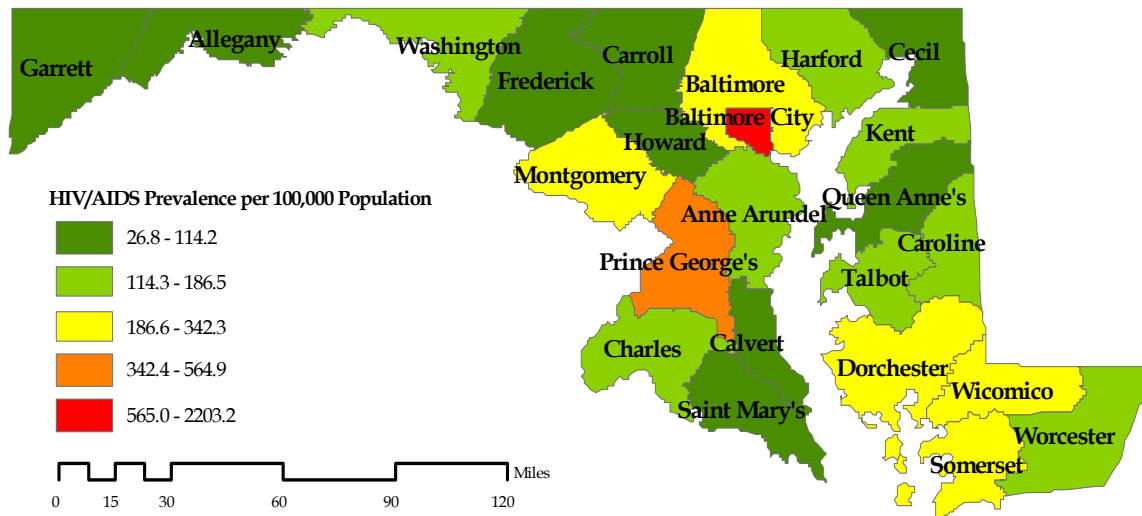 Garrett
Allegany
Washington
Frederick
Carroll
Baltimore
Harford
Cecil
Baltimore City
Howard
Kent
Montgomery
Queen Anne's
Anne Arundel
Caroline
Prince George's
Talbot
Charles
Calvert
Dorchester
Wicomico
Saint Mary's
Worcester
Somerset
HIV/AIDS Prevalence per 100,000 Population
26.8 - 114.2
114.3 - 186.5
186.6 - 342.3
342.4 - 564.9
565.0 - 2203.2
Miles
0 15 30 60 90 120